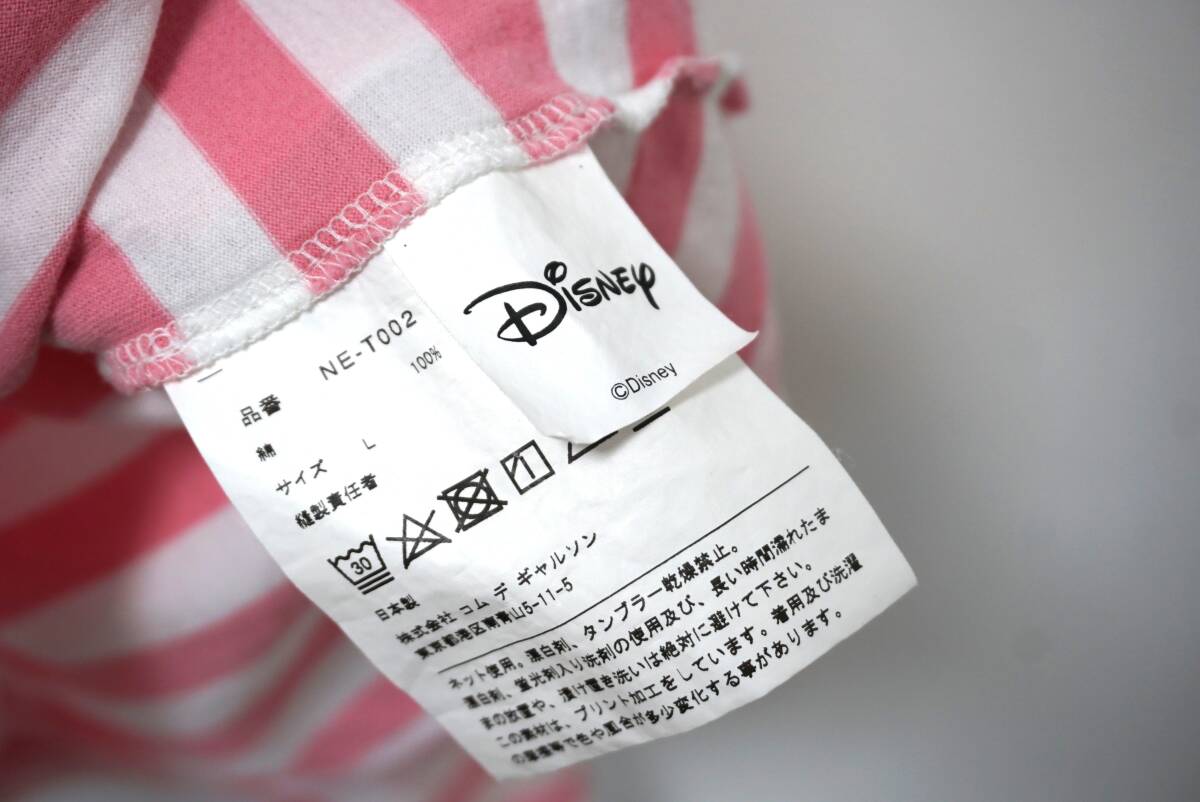 Disney
©Disney
品番 NE-T002
綿 100%
サイズ L
縫製責任者
30
日本製
株式会社 コム デ ギャルソン
東京都港区南青山5-11-5
ネット使用。漂白剤、タンブラー乾燥禁止。
漂白剤、蛍光剤入り洗剤の使用及び、長い時間濡れたま
まの放置や、漬け置き洗いは絶対に避けて下さい。
この素材は、プリント加工をしています。着用及び洗濯
の摩擦等で色や風合が多少変化する事があります。